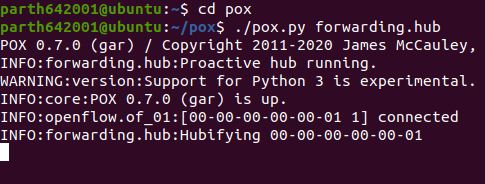 parth642001@ubuntu:~$ cd pox
parth642001@ubuntu:~/pox$ ./pox.py forwarding.hub
POX 0.7.0 (gar) / Copyright 2011-2020 James McCauley,
INFO:forwarding.hub:Proactive hub running.
WARNING:version:Support for Python 3 is experimental.
INFO:core:POX 0.7.0 (gar) is up.
INFO:openflow.of_01:[00-00-00-00-00-01 1] connected
INFO:forwarding.hub:Hubifying 00-00-00-00-00-01